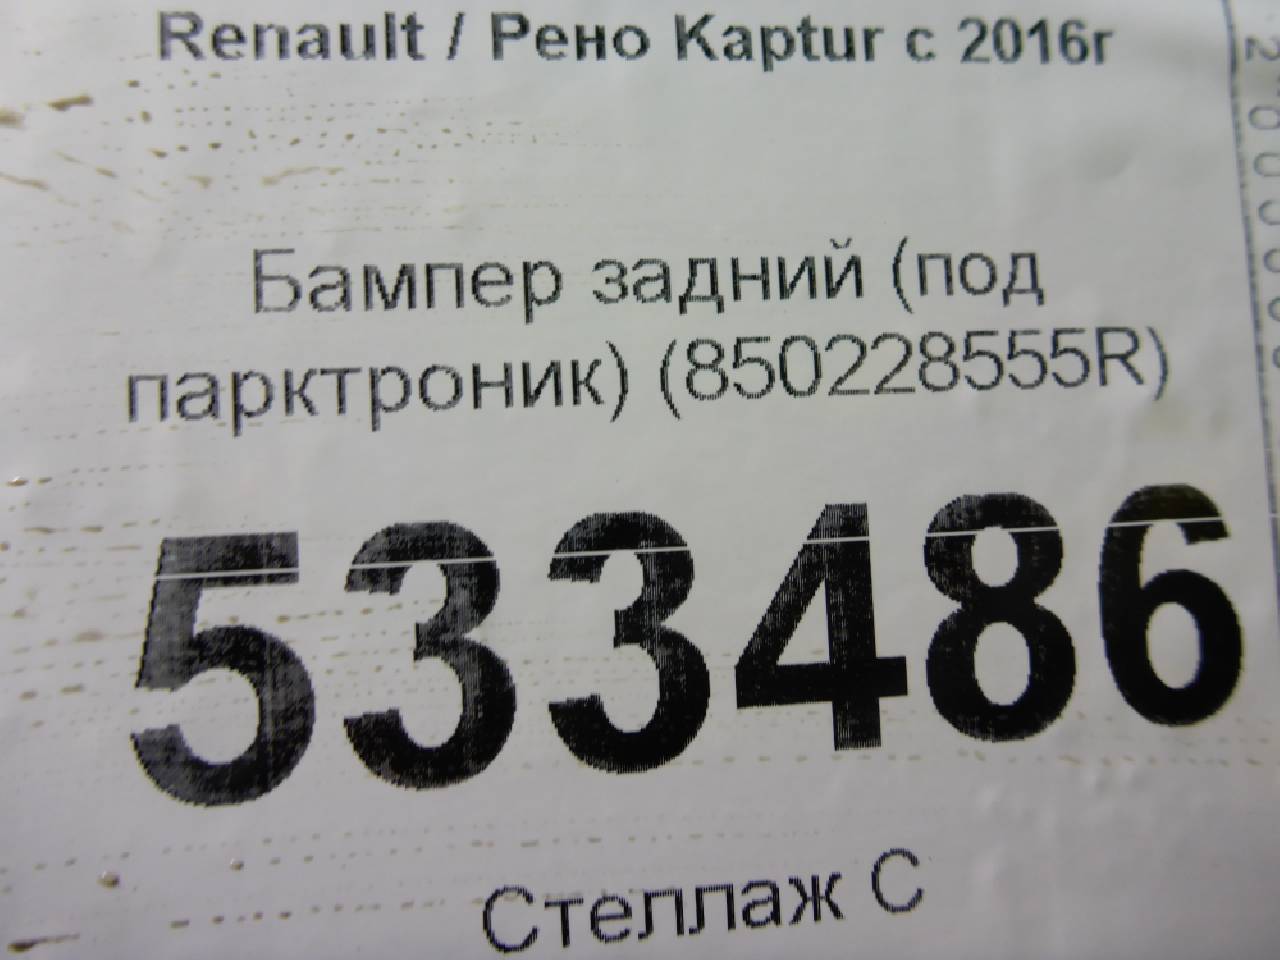 Renault / Рено Kaptur с 2016г
Бампер задний (под
парктроник) (850228555R)
533486
Стеллаж С